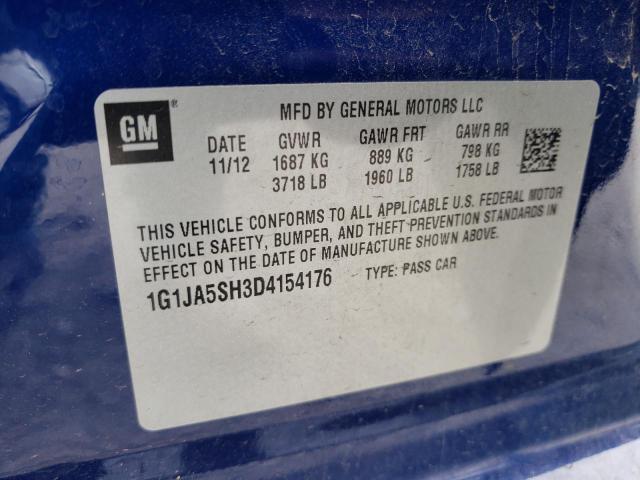 GM
MFD BY GENERAL MOTORS LLC
DATE GVWR GAWR FRT GAWR RR
11/12 1687 KG 889 KG 798 KG
3718 LB 1960 LB 1758 LB
THIS VEHICLE CONFORMS TO ALL APPLICABLE U.S. FEDERAL MOTOR
VEHICLE SAFETY, BUMPER, AND THEFT PREVENTION STANDARDS IN
EFFECT ON THE DATE OF MANUFACTURE SHOWN ABOVE.
1G1JA5SH3D4154176 TYPE: PASS CAR